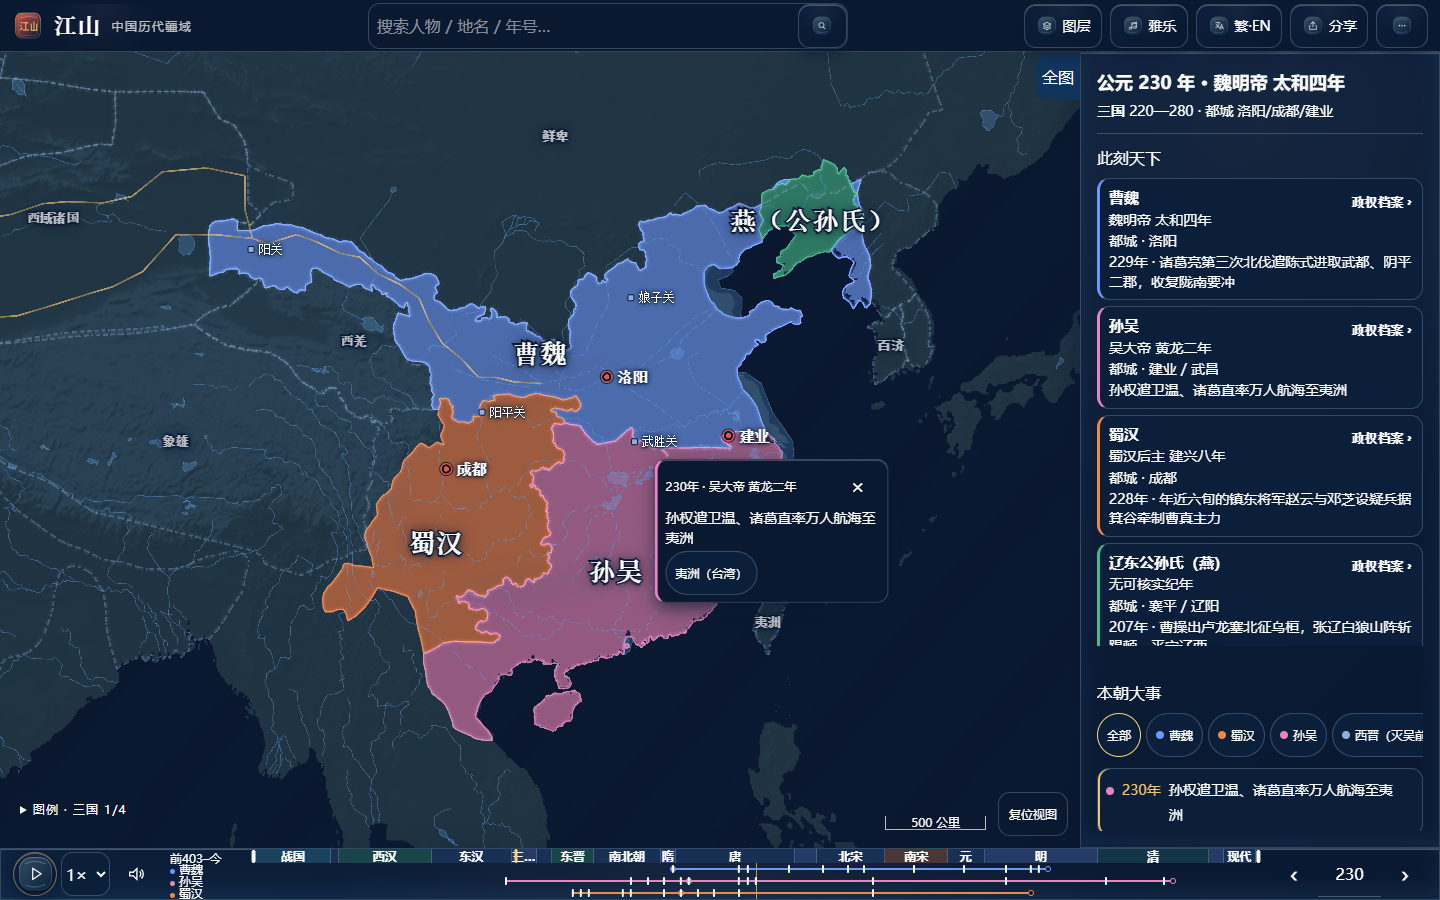 江山
江山 中国历代疆域
搜索人物 / 地名 / 年号...
图层
雅乐
繁·EN
分享
全图
鲜卑
西域诸国
阳关
西羌
象雄
燕（公孙氏）
娘子关
曹魏
洛阳
百济
阳平关
武胜关
建业
成都
蜀汉
孙吴
夷洲
230年 · 吴大帝 黄龙二年
孙权遣卫温、诸葛直率万人航海至
夷洲
夷洲（台湾）
图例 · 三国 1/4
500 公里
复位视图
公元 230 年 • 魏明帝 太和四年
三国 220—280 · 都城 洛阳/成都/建业
此刻天下
曹魏
政权档案 ›
魏明帝 太和四年
都城 · 洛阳
229年 · 诸葛亮第三次北伐遣陈式进取武都、阴平
二郡，收复陇南要冲
孙吴
政权档案 ›
吴大帝 黄龙二年
都城 · 建业 / 武昌
孙权遣卫温、诸葛直率万人航海至夷洲
蜀汉
政权档案 ›
蜀汉后主 建兴八年
都城 · 成都
228年 · 年近六旬的镇东将军赵云与邓芝设疑兵据
箕谷牵制曹真主力
辽东公孙氏（燕）
政权档案 ›
无可核实纪年
都城 · 襄平 / 辽阳
207年 · 曹操出卢龙塞北征乌桓，张辽白狼山阵斩
本朝大事
全部
曹魏
蜀汉
孙吴
西晋（灭吴前
230年 孙权遣卫温、诸葛直率万人航海至夷
洲
1×
前403–今
曹魏
孙吴
蜀汉
战国
西汉
东汉
三...
东晋
南北朝
隋
唐
北宋
南宋
元
明
清
现代
‹ 230 ›